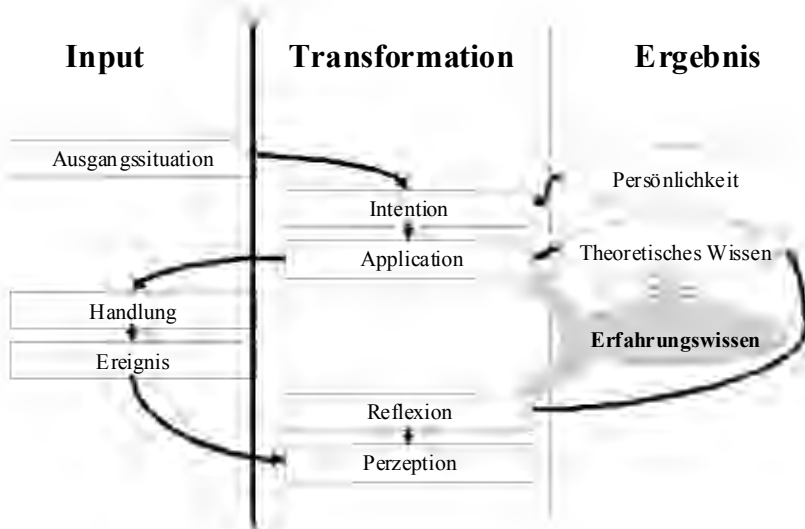 Input
Transformation
Ergebnis
Ausgangssituation
Persönlichkeit
Intention
Application
Theoretisches Wissen
Handlung
Erfahrungswissen
Ereignis
Reflexion
Perzeption